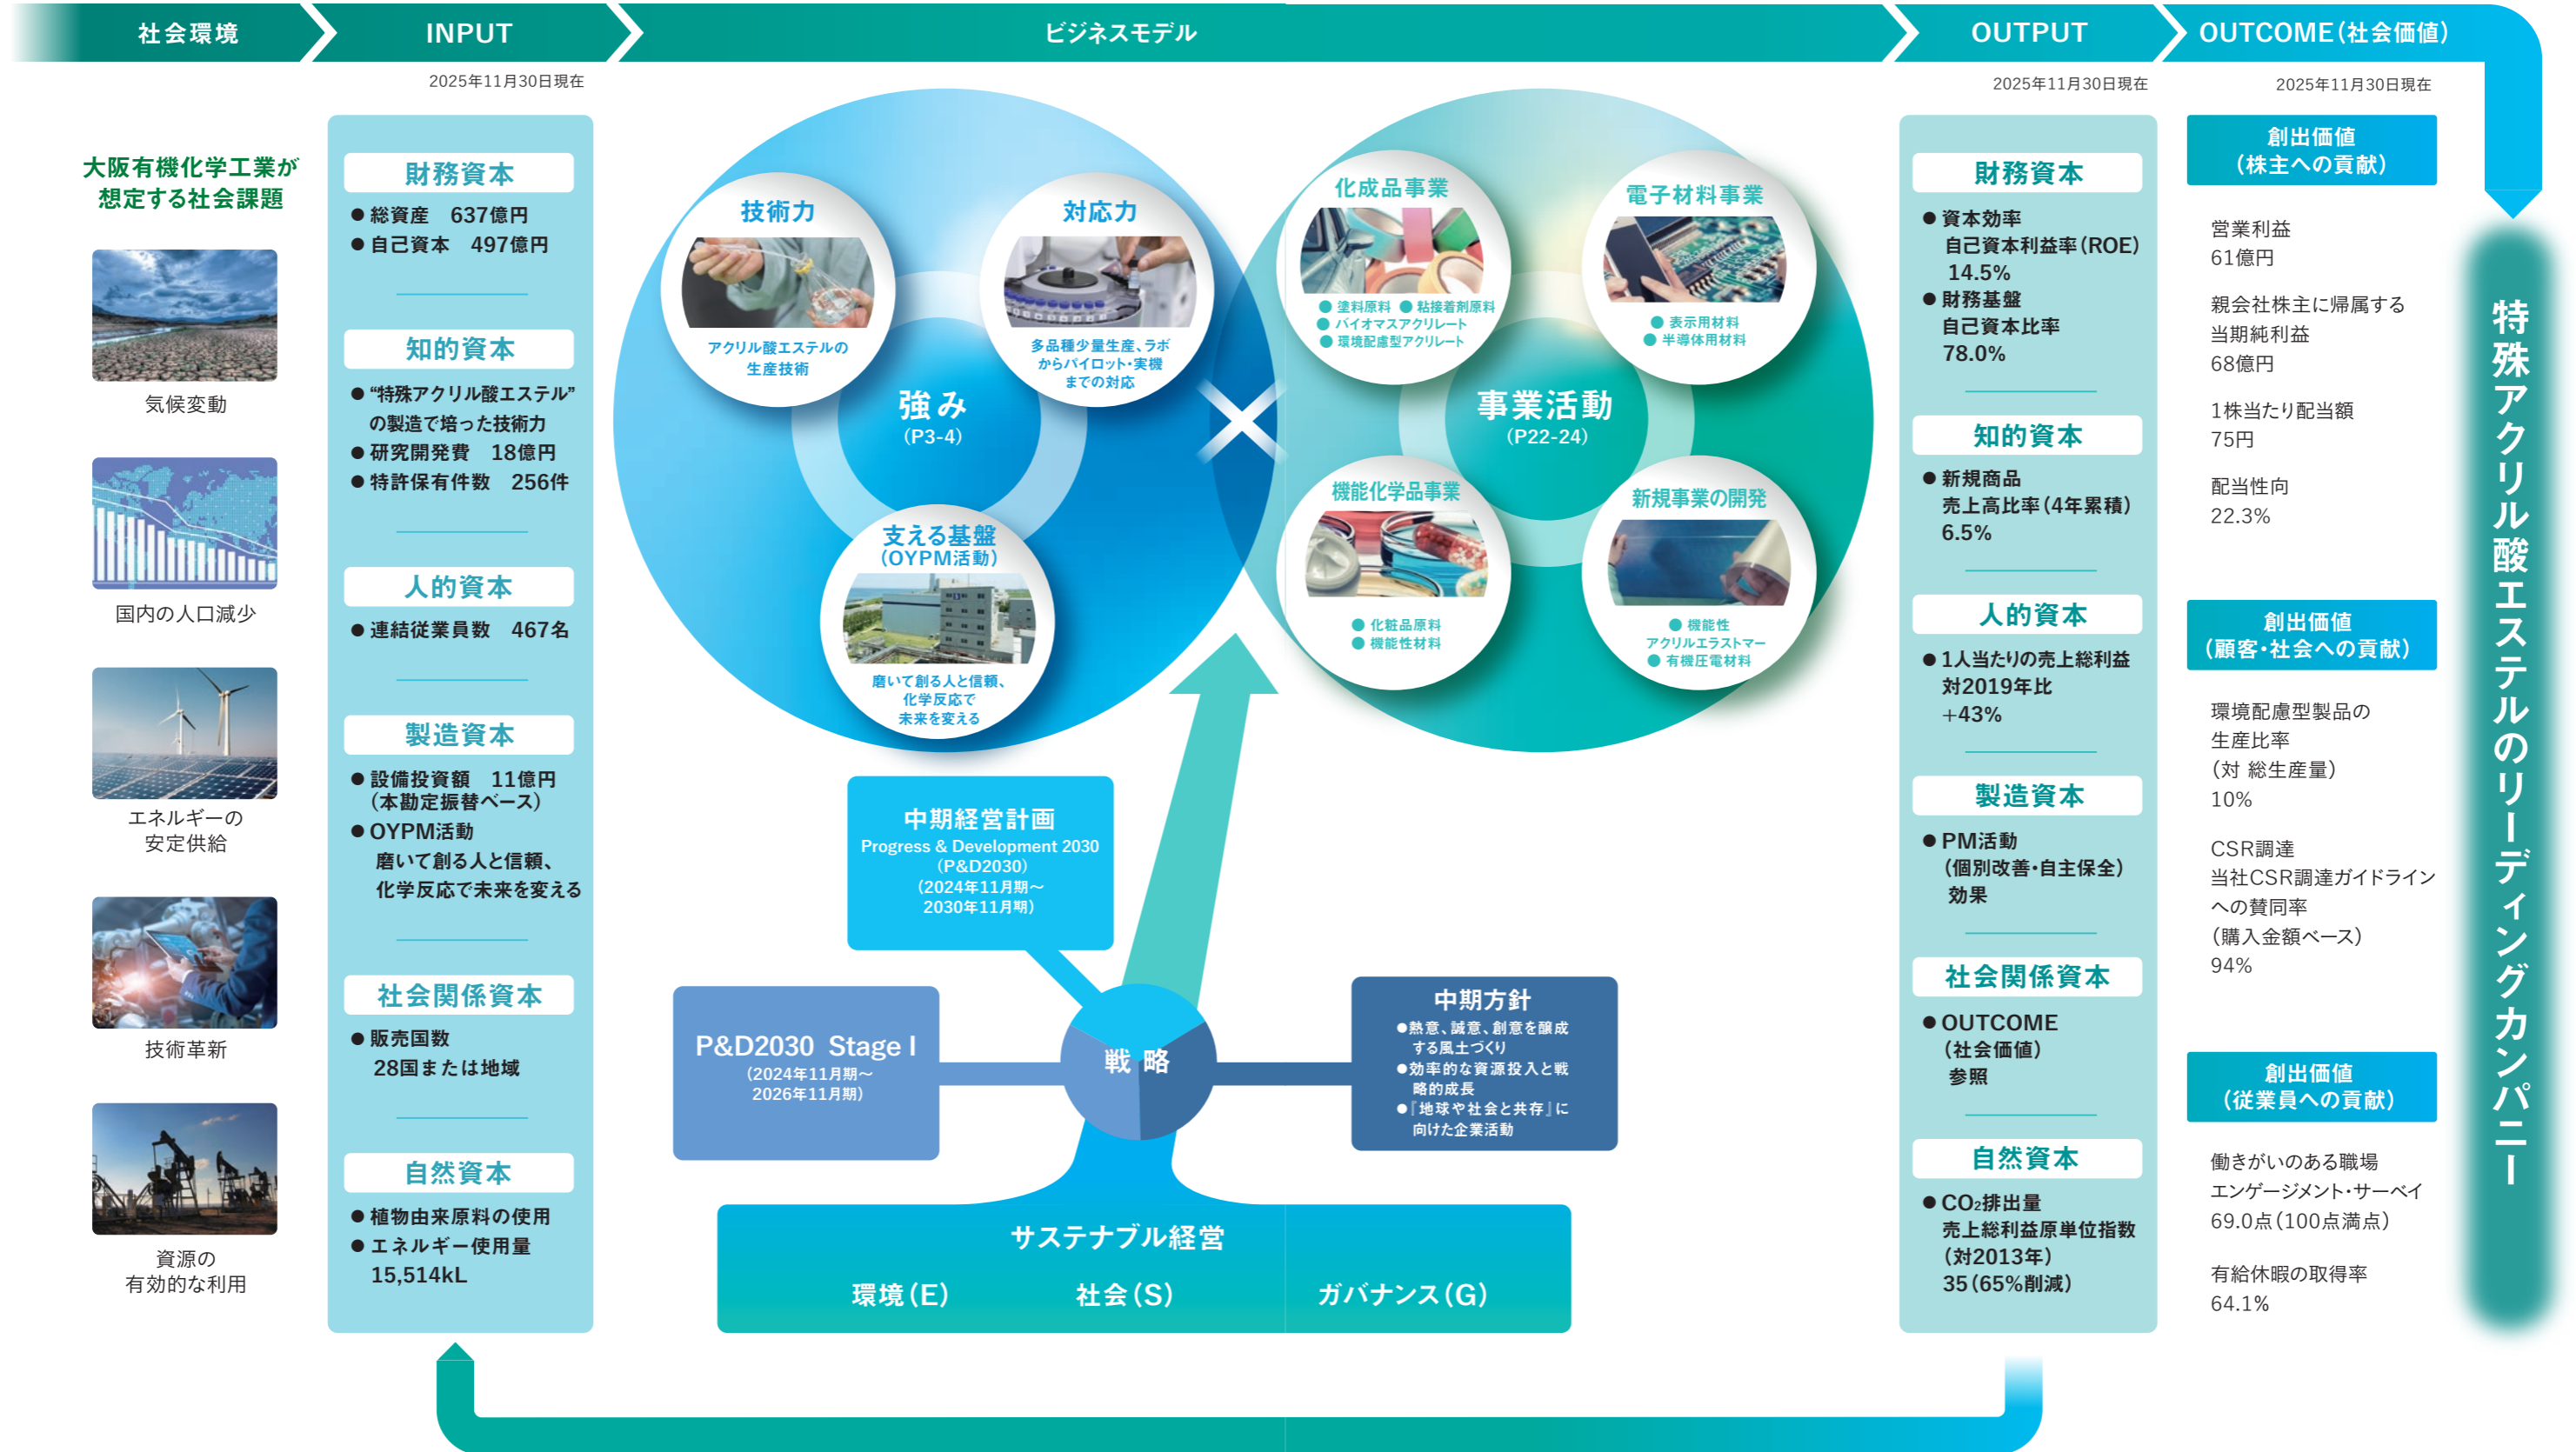 社会環境
INPUT
ビジネスモデル
OUTPUT
OUTCOME(社会価値)
大阪有機化学工業が
想定する社会課題
気候変動
国内の人口減少
エネルギーの
安定供給
技術革新
資源の
有効的な利用
2025年11月30日現在
財務資本
●総資産 637億円
●自己資本 497億円
知的資本
●“特殊アクリル酸エステル”
の製造で培った技術力
●研究開発費 18億円
●特許保有件数 256件
人的資本
●連結従業員数 467名
製造資本
●設備投資額 11億円
(本勘定振替ベース)
●OYPM活動
磨いて創る人と信頼、
化学反応で未来を変える
社会関係資本
●販売国数
28国または地域
自然資本
●植物由来原料の使用
●エネルギー使用量
15,514kL
技術力
アクリル酸エステルの
生産技術
対応力
多品種少量生産、ラボ
からパイロット・実機
までの対応
強み
(P3-4)
支える基盤
(OYPM活動)
磨いて創る人と信頼、
化学反応で
未来を変える
化成品事業
●塗料原料 ●粘接着剤原料
●バイオマスアクリレート
●環境配慮型アクリレート
電子材料事業
●表示用材料
●半導体用材料
事業活動
(P22-24)
機能化学品事業
●化粧品原料
●機能性材料
新規事業の開発
●機能性
アクリルエラストマー
●有機圧電材料
中期経営計画
Progress & Development 2030
(P&D2030)
(2024年11月期~
2030年11月期)
P&D2030 Stage I
(2024年11月期~
2026年11月期)
戦略
中期方針
●熱意、誠意、創意を醸成
する風土づくり
●効率的な資源投入と戦
略的成長
●『地球や社会と共存』に
向けた企業活動
サステナブル経営
環境(E) 社会(S) ガバナンス(G)
2025年11月30日現在
財務資本
●資本効率
自己資本利益率(ROE)
14.5%
●財務基盤
自己資本比率
78.0%
知的資本
●新規商品
売上高比率(4年累積)
6.5%
人的資本
●1人当たりの売上総利益
対2019年比
+43%
製造資本
●PM活動
(個別改善・自主保全)
効果
社会関係資本
●OUTCOME
(社会価値)
参照
自然資本
●CO₂排出量
売上総利益原単位指数
(対2013年)
35(65%削減)
2025年11月30日現在
創出価値
(株主への貢献)
営業利益
61億円
親会社株主に帰属する
当期純利益
68億円
1株当たり配当額
75円
配当性向
22.3%
創出価値
(顧客・社会への貢献)
環境配慮型製品の
生産比率
(対 総生産量)
10%
CSR調達
当社CSR調達ガイドライン
への賛同率
(購入金額ベース)
94%
創出価値
(従業員への貢献)
働きがいのある職場
エンゲージメント・サーベイ
69.0点(100点満点)
有給休暇の取得率
64.1%
特殊アクリル酸エステルのリーディングカンパニー